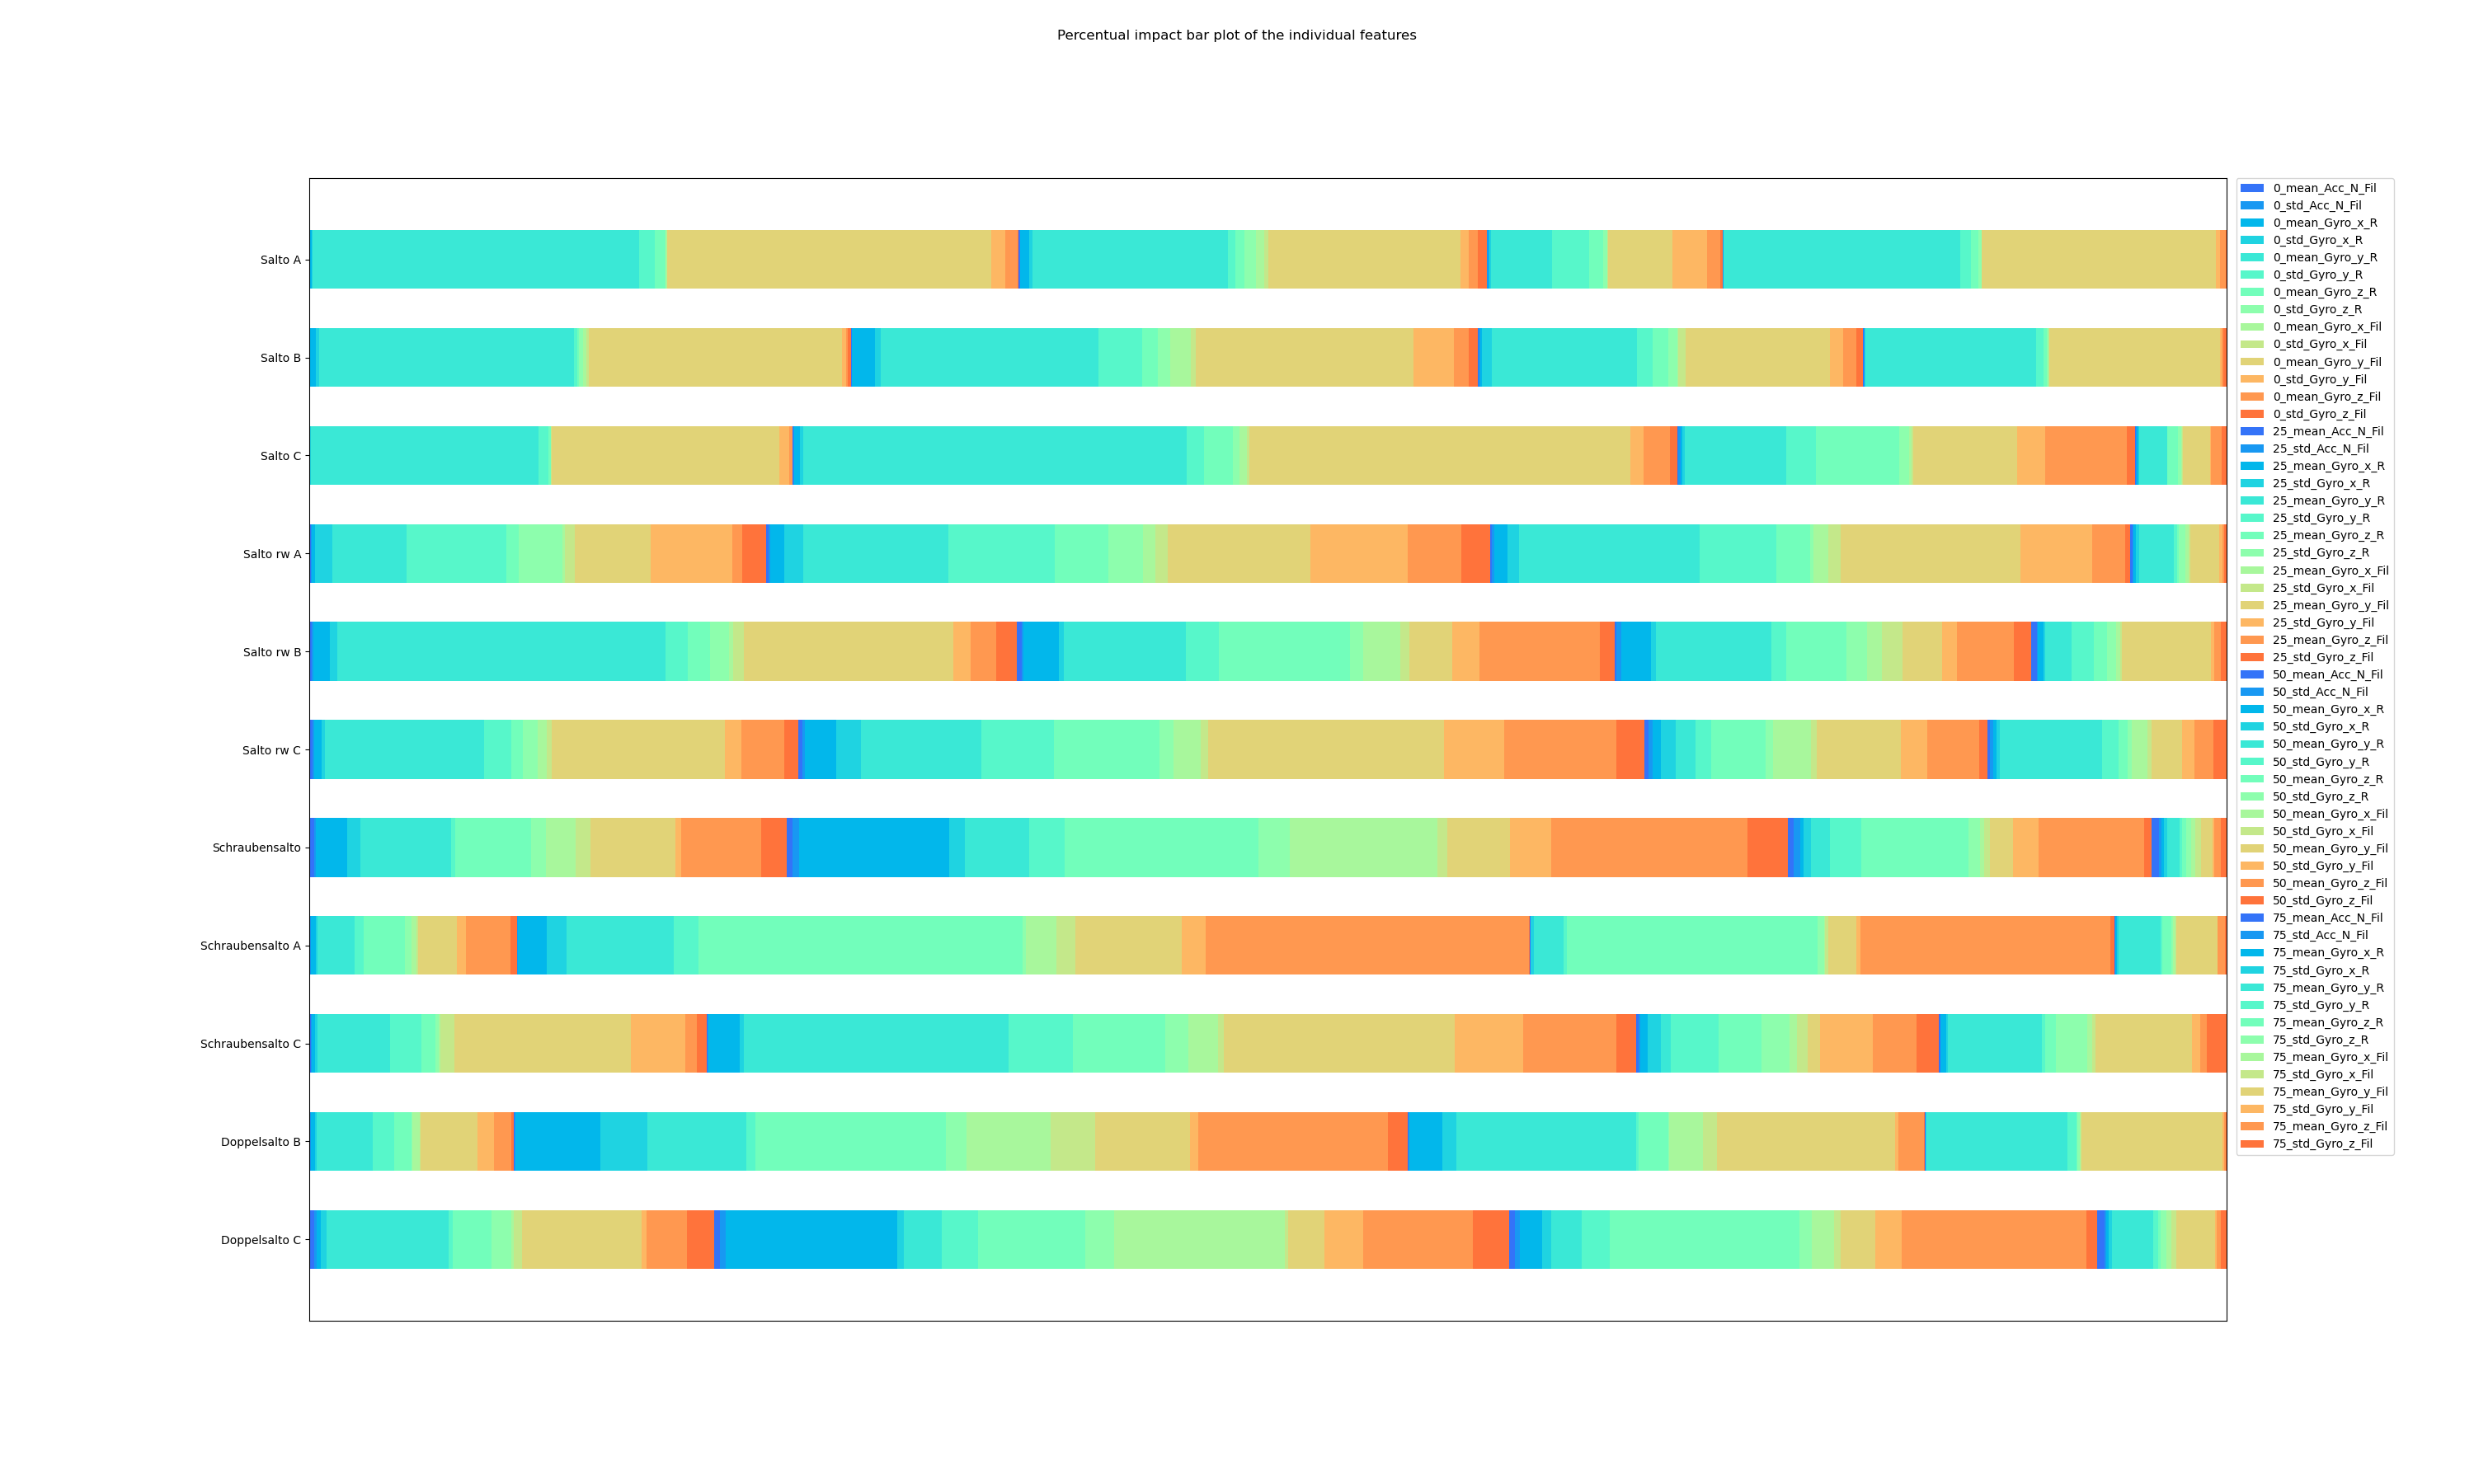 Percentual impact bar plot of the individual features
Salto A
Salto B
Salto C
Salto rw A
Salto rw B
Salto rw C
Schraubensalto
Schraubensalto A
Schraubensalto C
Doppelsalto B
Doppelsalto C
0_mean_Acc_N_Fil
0_std_Acc_N_Fil
0_mean_Gyro_x_R
0_std_Gyro_x_R
0_mean_Gyro_y_R
0_std_Gyro_y_R
0_mean_Gyro_z_R
0_std_Gyro_z_R
0_mean_Gyro_x_Fil
0_std_Gyro_x_Fil
0_mean_Gyro_y_Fil
0_std_Gyro_y_Fil
0_mean_Gyro_z_Fil
0_std_Gyro_z_Fil
25_mean_Acc_N_Fil
25_std_Acc_N_Fil
25_mean_Gyro_x_R
25_std_Gyro_x_R
25_mean_Gyro_y_R
25_std_Gyro_y_R
25_mean_Gyro_z_R
25_std_Gyro_z_R
25_mean_Gyro_x_Fil
25_std_Gyro_x_Fil
25_mean_Gyro_y_Fil
25_std_Gyro_y_Fil
25_mean_Gyro_z_Fil
25_std_Gyro_z_Fil
50_mean_Acc_N_Fil
50_std_Acc_N_Fil
50_mean_Gyro_x_R
50_std_Gyro_x_R
50_mean_Gyro_y_R
50_std_Gyro_y_R
50_mean_Gyro_z_R
50_std_Gyro_z_R
50_mean_Gyro_x_Fil
50_std_Gyro_x_Fil
50_mean_Gyro_y_Fil
50_std_Gyro_y_Fil
50_mean_Gyro_z_Fil
50_std_Gyro_z_Fil
75_mean_Acc_N_Fil
75_std_Acc_N_Fil
75_mean_Gyro_x_R
75_std_Gyro_x_R
75_mean_Gyro_y_R
75_std_Gyro_y_R
75_mean_Gyro_z_R
75_std_Gyro_z_R
75_mean_Gyro_x_Fil
75_std_Gyro_x_Fil
75_mean_Gyro_y_Fil
75_std_Gyro_y_Fil
75_mean_Gyro_z_Fil
75_std_Gyro_z_Fil